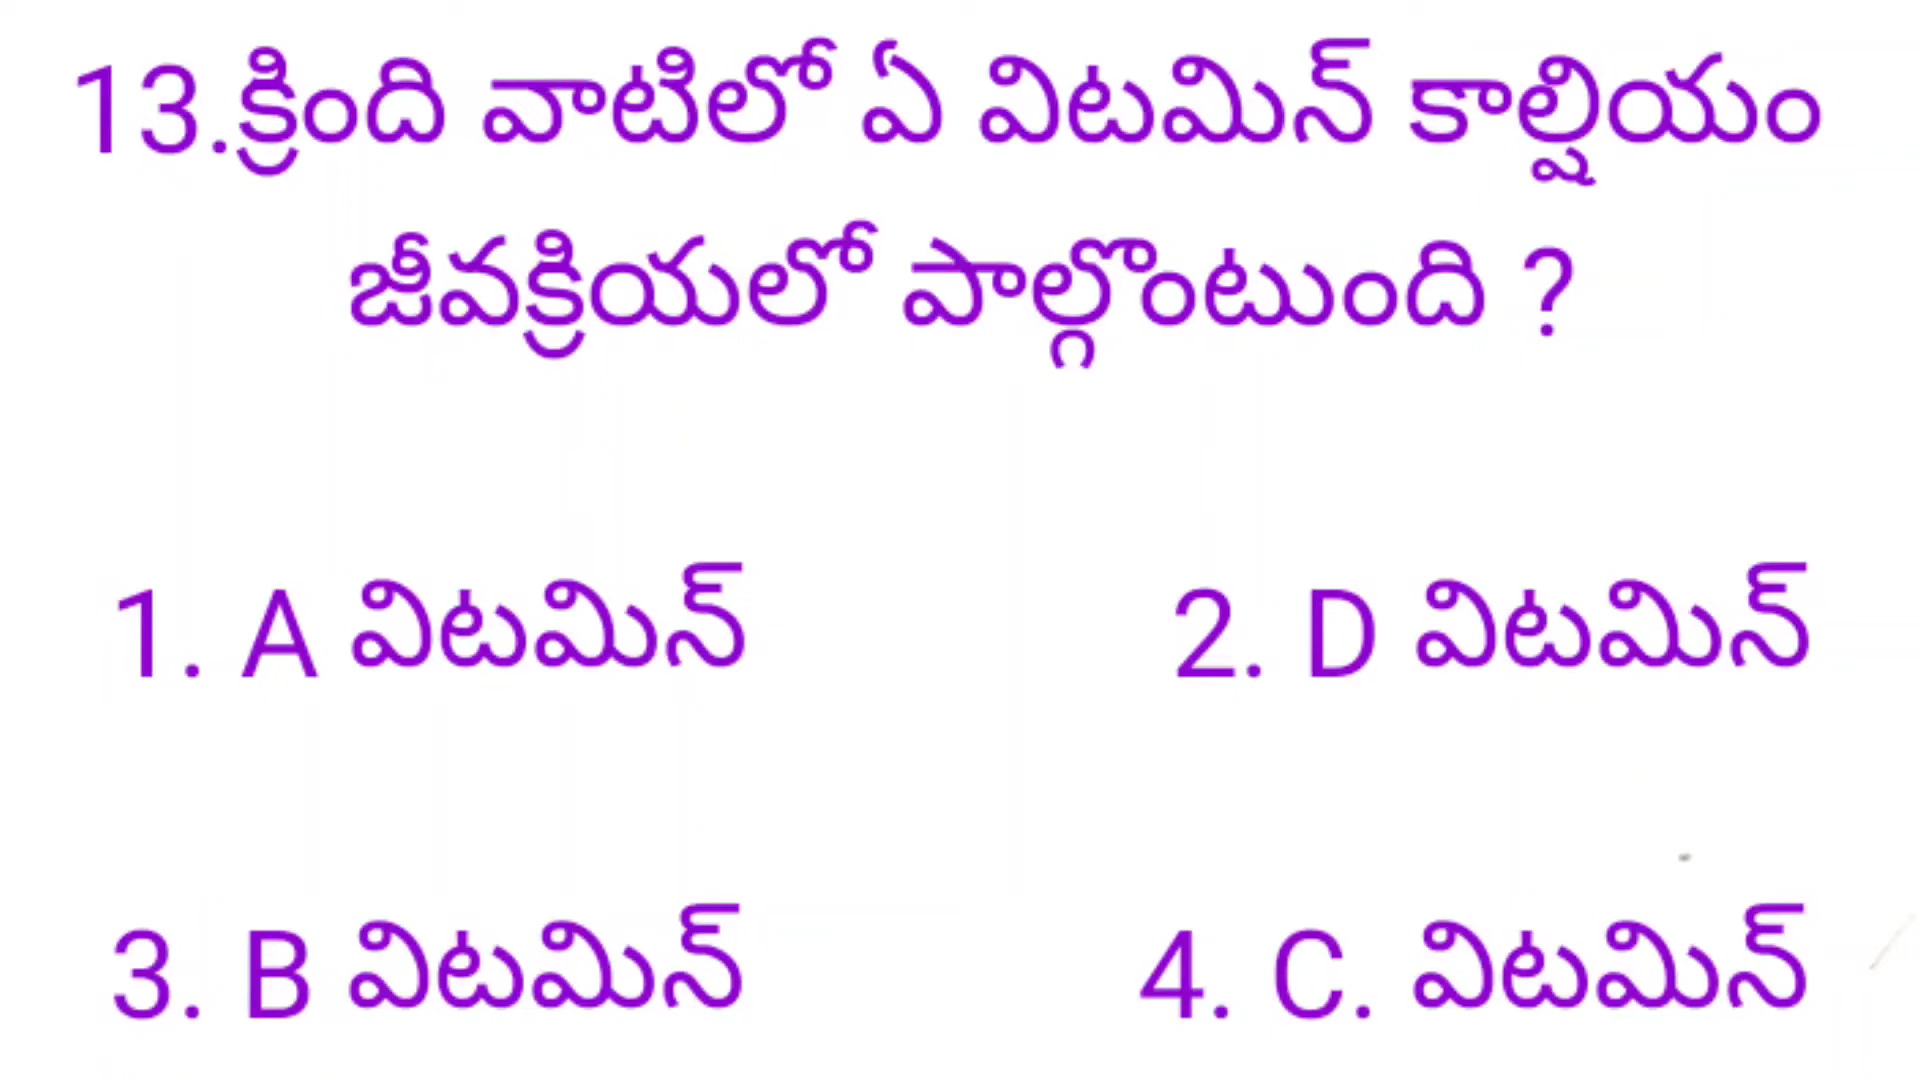 13.క్రింది వాటిలో ఏ విటమిన్ కాల్షియం
జీవక్రియలో పాల్గొంటుంది ?
1. A విటమిన్ 2. D విటమిన్
3. B విటమిన్ 4. C. విటమిన్